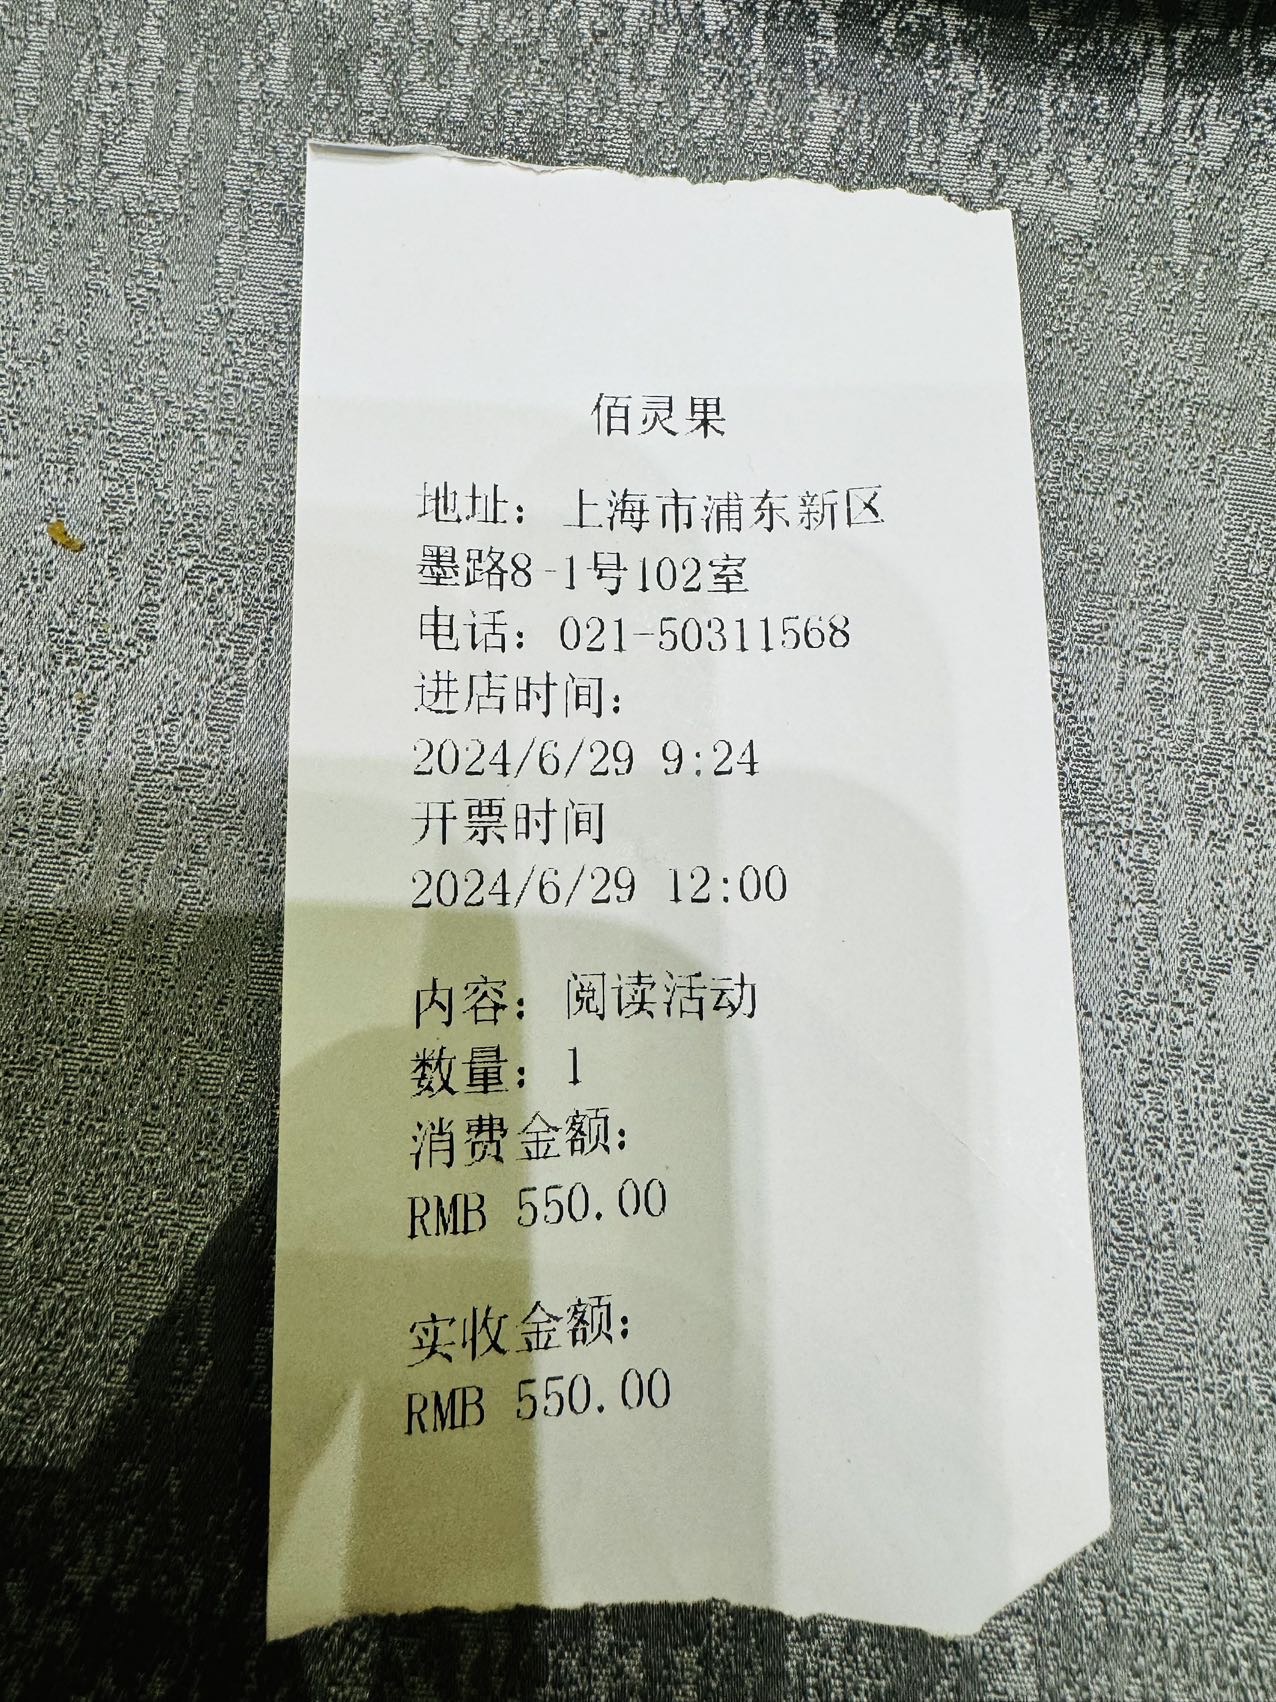 佰灵果
地址：上海市浦东新区
墨路8-1号102室
电话：021-50311568
进店时间：
2024/6/29 9:24
开票时间
2024/6/29 12:00
内容：阅读活动
数量：1
消费金额：
RMB 550.00
实收金额：
RMB 550.00